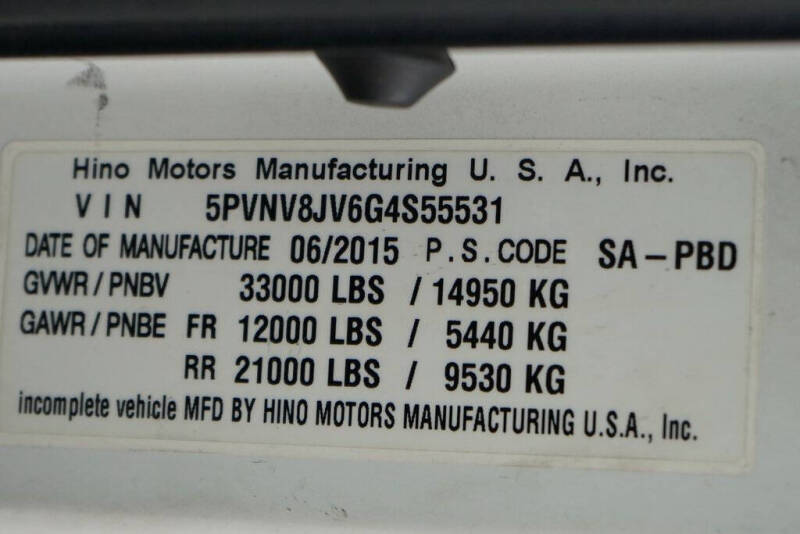 Hino Motors Manufacturing U. S. A., Inc.
VIN 5PVNV8JV6G4S55531
DATE OF MANUFACTURE 06/2015 P.S.CODE SA-PBD
GVWR/PNBV 33000 LBS / 14950 KG
GAWR/PNBE FR 12000 LBS / 5440 KG
RR 21000 LBS / 9530 KG
incomplete vehicle MFD BY HINO MOTORS MANUFACTURING U.S.A., Inc.